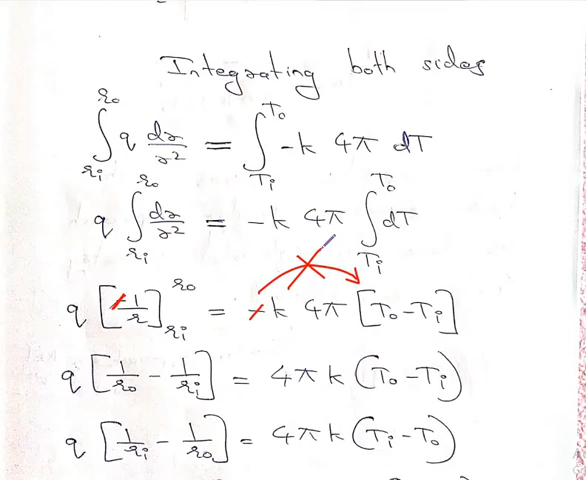 Integrating both sides
∫_{ri}^{ro} q dr/r² = ∫_{Ti}^{To} -k 4π dT
q ∫_{ri}^{ro} dr/r² = -k 4π ∫_{Ti}^{To} dT
q [-1/r]_{ri}^{ro} = -k 4π [To-Ti]
q [1/ro - 1/ri] = 4πk (To-Ti)
q [1/ri - 1/ro] = 4πk (Ti-To)